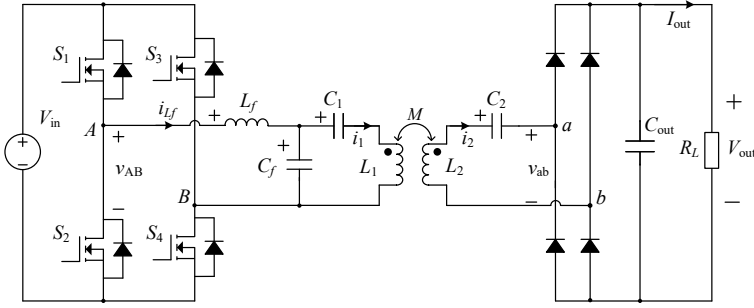 S1
S3
Iout
Vin
A
iLf
Lf
C1
M
C2
i1
i2
a
Cout
RL
Vout
vAB
Cf
L1
L2
vab
B
b
S2
S4